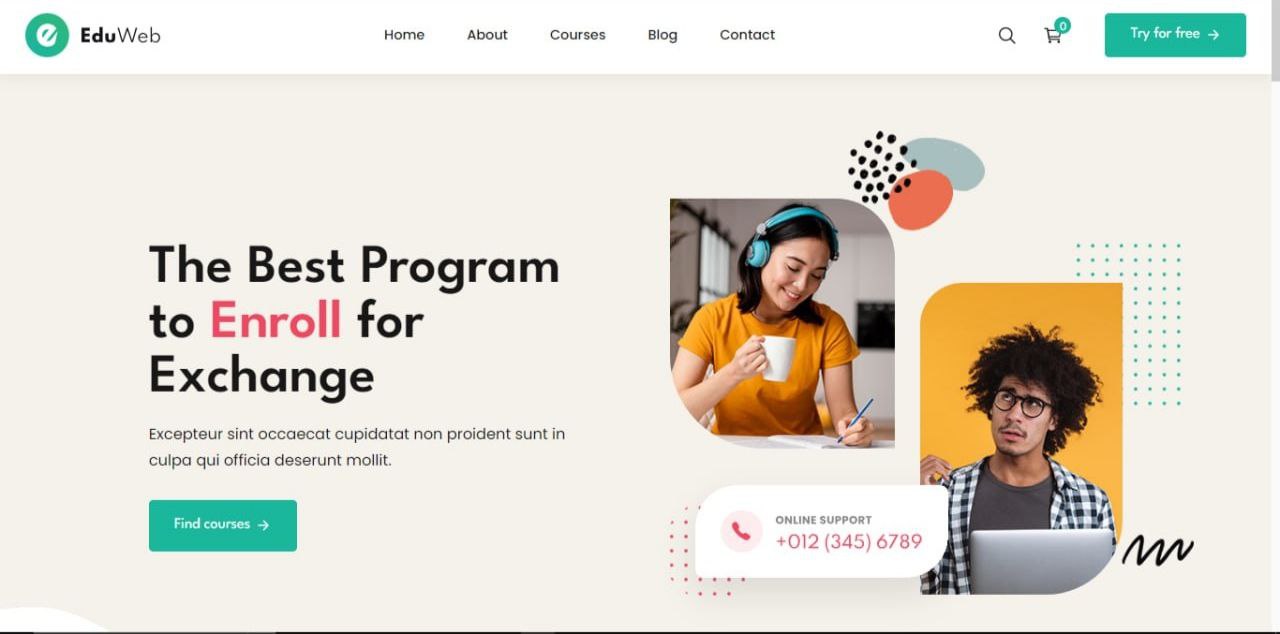 EduWeb
Home
About
Courses
Blog
Contact
0
Try for free →
The Best Program
to Enroll for
Exchange
Excepteur sint occaecat cupidatat non proident sunt in
culpa qui officia deserunt mollit.
Find courses →
ONLINE SUPPORT
+012 (345) 6789